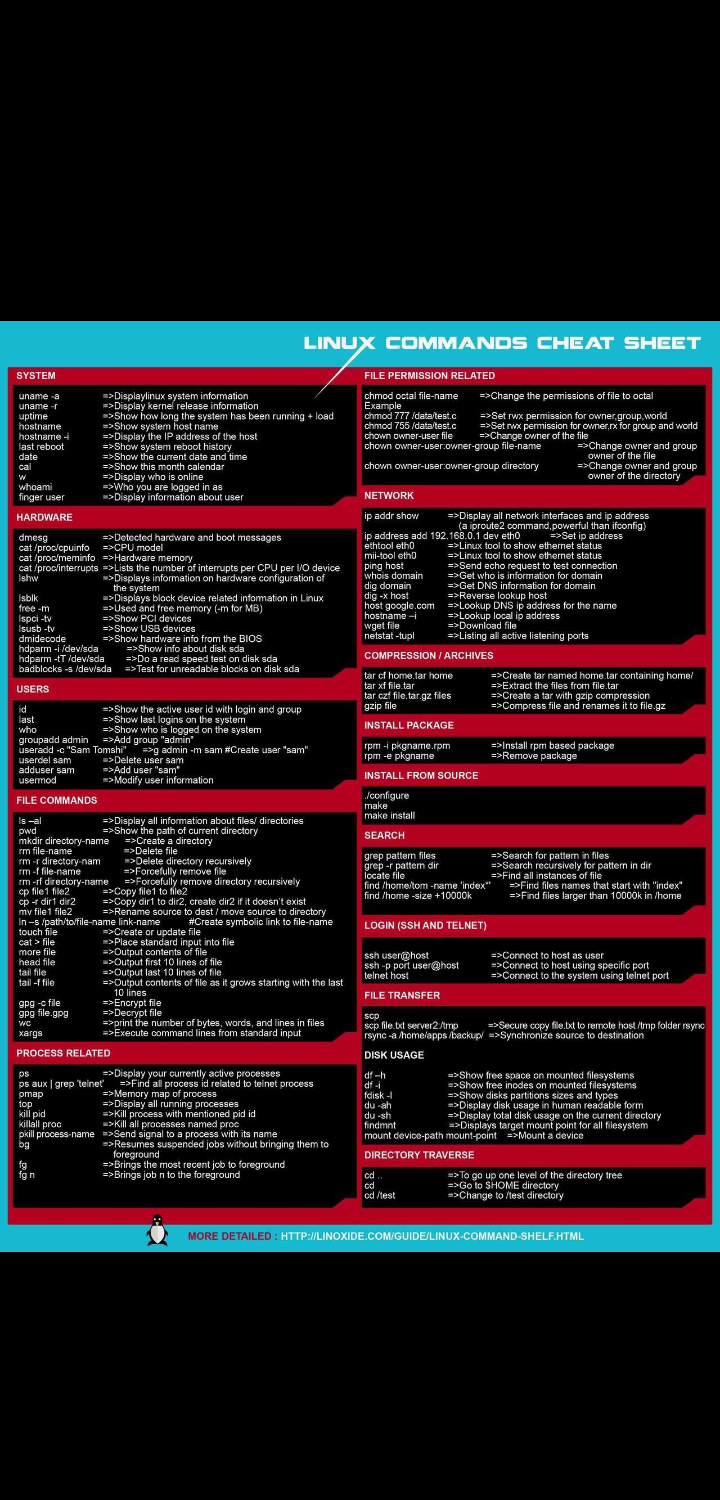 LINUX COMMANDS CHEAT SHEET
SYSTEM
uname -a =>Displaylinux system information
uname -r =>Display kernel release information
uptime =>Show how long the system has been running + load
hostname =>Show system host name
hostname -i =>Display the IP address of the host
last reboot =>Show system reboot history
date =>Show the current date and time
cal =>Show this month calendar
w =>Display who is online
whoami =>Who you are logged in as
finger user =>Display information about user
HARDWARE
dmesg =>Detected hardware and boot messages
cat /proc/cpuinfo =>CPU model
cat /proc/meminfo =>Hardware memory
cat /proc/interrupts =>Lists the number of interrupts per CPU per I/O device
lshw =>Displays information on hardware configuration of
the system
lsblk =>Displays block device related information in Linux
free -m =>Used and free memory (-m for MB)
lspci -tv =>Show PCI devices
lsusb -tv =>Show USB devices
dmidecode =>Show hardware info from the BIOS
hdparm -i /dev/sda =>Show info about disk sda
hdparm -tT /dev/sda =>Do a read speed test on disk sda
badblocks -s /dev/sda =>Test for unreadable blocks on disk sda
USERS
id =>Show the active user id with login and group
last =>Show last logins on the system
who =>Show who is logged on the system
groupadd admin =>Add group "admin"
useradd -c "Sam Tomshi" =>g admin -m sam #Create user "sam"
userdel sam =>Delete user sam
adduser sam =>Add user "sam"
usermod =>Modify user information
FILE COMMANDS
ls –al =>Display all information about files/ directories
pwd =>Show the path of current directory
mkdir directory-name =>Create a directory
rm file-name =>Delete file
rm -r directory-nam =>Delete directory recursively
rm -f file-name =>Forcefully remove file
rm -rf directory-name =>Forcefully remove directory recursively
cp file1 file2 =>Copy file1 to file2
cp -r dir1 dir2 =>Copy dir1 to dir2, create dir2 if it doesn't exist
mv file1 file2 =>Rename source to dest / move source to directory
ln –s /path/to/file-name link-name #Create symbolic link to file-name
touch file =>Create or update file
cat > file =>Place standard input into file
more file =>Output contents of file
head file =>Output first 10 lines of file
tail file =>Output last 10 lines of file
tail -f file =>Output contents of file as it grows starting with the last
10 lines
gpg -c file =>Encrypt file
gpg file.gpg =>Decrypt file
wc =>print the number of bytes, words, and lines in files
xargs =>Execute command lines from standard input
PROCESS RELATED
ps =>Display your currently active processes
ps aux | grep 'telnet' =>Find all process id related to telnet process
pmap =>Memory map of process
top =>Display all running processes
kill pid =>Kill process with mentioned pid id
killall proc =>Kill all processes named proc
pkill process-name =>Send signal to a process with its name
bg =>Resumes suspended jobs without bringing them to
foreground
fg =>Brings the most recent job to foreground
fg n =>Brings job n to the foreground
FILE PERMISSION RELATED
chmod octal file-name =>Change the permissions of file to octal
Example
chmod 777 /data/test.c =>Set rwx permission for owner,group,world
chmod 755 /data/test.c =>Set rwx permission for owner,rx for group and world
chown owner-user file =>Change owner of the file
chown owner-user:owner-group file-name =>Change owner and group
owner of the file
chown owner-user:owner-group directory =>Change owner and group
owner of the directory
NETWORK
ip addr show =>Display all network interfaces and ip address
(a iproute2 command,powerful than ifconfig)
ip address add 192.168.0.1 dev eth0 =>Set ip address
ethtool eth0 =>Linux tool to show ethernet status
mii-tool eth0 =>Linux tool to show ethernet status
ping host =>Send echo request to test connection
whois domain =>Get who is information for domain
dig domain =>Get DNS information for domain
dig -x host =>Reverse lookup host
host google.com =>Lookup DNS ip address for the name
hostname –i =>Lookup local ip address
wget file =>Download file
netstat -tupl =>Listing all active listening ports
COMPRESSION / ARCHIVES
tar cf home.tar home =>Create tar named home.tar containing home/
tar xf file.tar =>Extract the files from file.tar
tar czf file.tar.gz files =>Create a tar with gzip compression
gzip file =>Compress file and renames it to file.gz
INSTALL PACKAGE
rpm -i pkgname.rpm =>Install rpm based package
rpm -e pkgname =>Remove package
INSTALL FROM SOURCE
./configure
make
make install
SEARCH
grep pattern files =>Search for pattern in files
grep -r pattern dir =>Search recursively for pattern in dir
locate file =>Find all instances of file
find /home/tom -name 'index*' =>Find files names that start with "index"
find /home -size +10000k =>Find files larger than 10000k in /home
LOGIN (SSH AND TELNET)
ssh user@host =>Connect to host as user
ssh -p port user@host =>Connect to host using specific port
telnet host =>Connect to the system using telnet port
FILE TRANSFER
scp
scp file.txt server2:/tmp =>Secure copy file.txt to remote host /tmp folder rsync
rsync -a /home/apps /backup/ =>Synchronize source to destination
DISK USAGE
df –h =>Show free space on mounted filesystems
df -i =>Show free inodes on mounted filesystems
fdisk -l =>Show disks partitions sizes and types
du -ah =>Display disk usage in human readable form
du -sh =>Display total disk usage on the current directory
findmnt =>Displays target mount point for all filesystem
mount device-path mount-point =>Mount a device
DIRECTORY TRAVERSE
cd .. =>To go up one level of the directory tree
cd =>Go to $HOME directory
cd /test =>Change to /test directory
MORE DETAILED : HTTP://LINOXIDE.COM/GUIDE/LINUX-COMMAND-SHELF.HTML